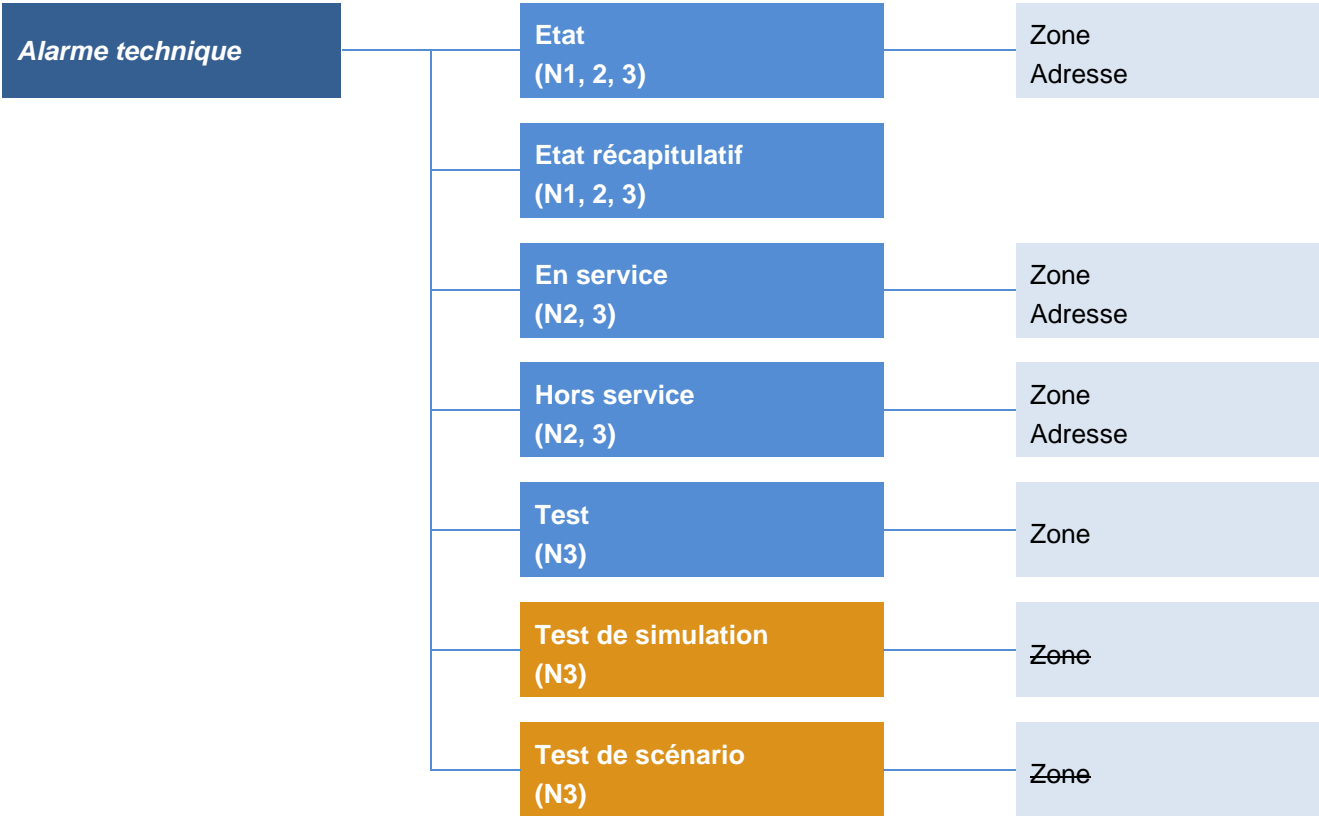 Alarme technique
Etat
(N1, 2, 3)
Zone
Adresse
Etat récapitulatif
(N1, 2, 3)
En service
(N2, 3)
Zone
Adresse
Hors service
(N2, 3)
Zone
Adresse
Test
(N3)
Zone
Test de simulation
(N3)
Zone
Test de scénario
(N3)
Zone